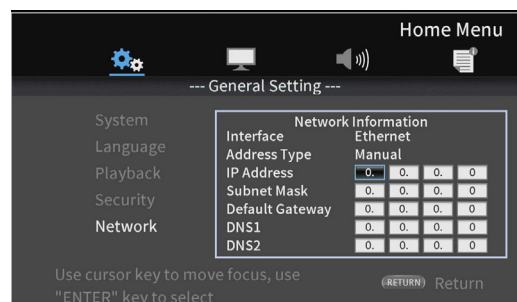 Home Menu
--- General Setting ---
System
Language
Playback
Security
Network
Network Information
Interface Ethernet
Address Type Manual
IP Address 0. 0. 0. 0
Subnet Mask 0. 0. 0. 0
Default Gateway 0. 0. 0. 0
DNS1 0. 0. 0. 0
DNS2 0. 0. 0. 0
Use cursor key to move focus, use
"ENTER" key to select
RETURN Return